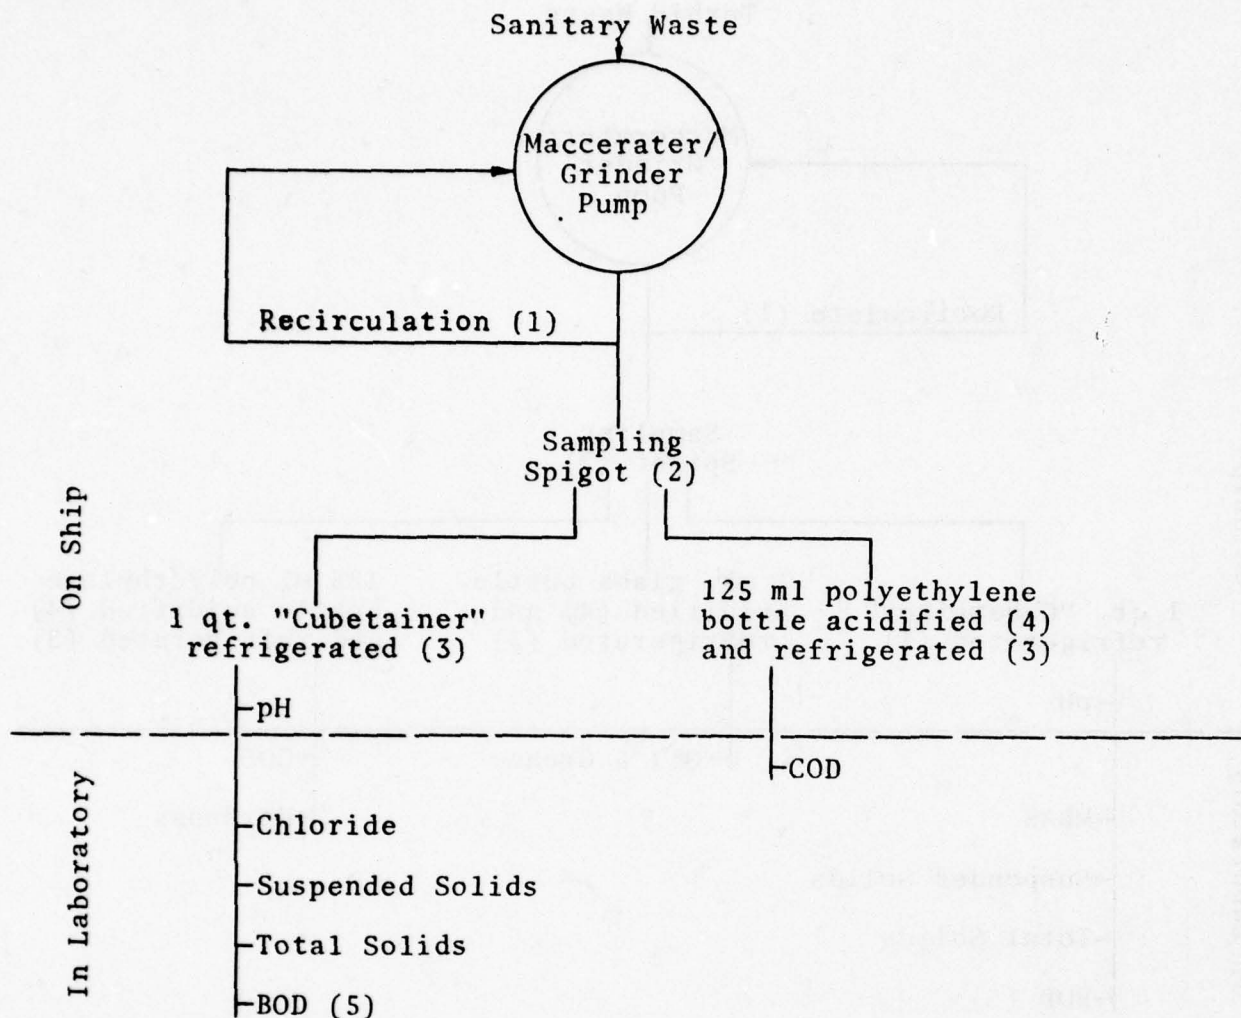 Sanitary Waste
Maccerater/
Grinder
Pump
Recirculation (1)
Sampling
Spigot (2)
On Ship
1 qt. "Cubetainer"
refrigerated (3)
125 ml polyethylene
bottle acidified (4)
and refrigerated (3)
pH
COD
In Laboratory
Chloride
Suspended Solids
Total Solids
BOD (5)